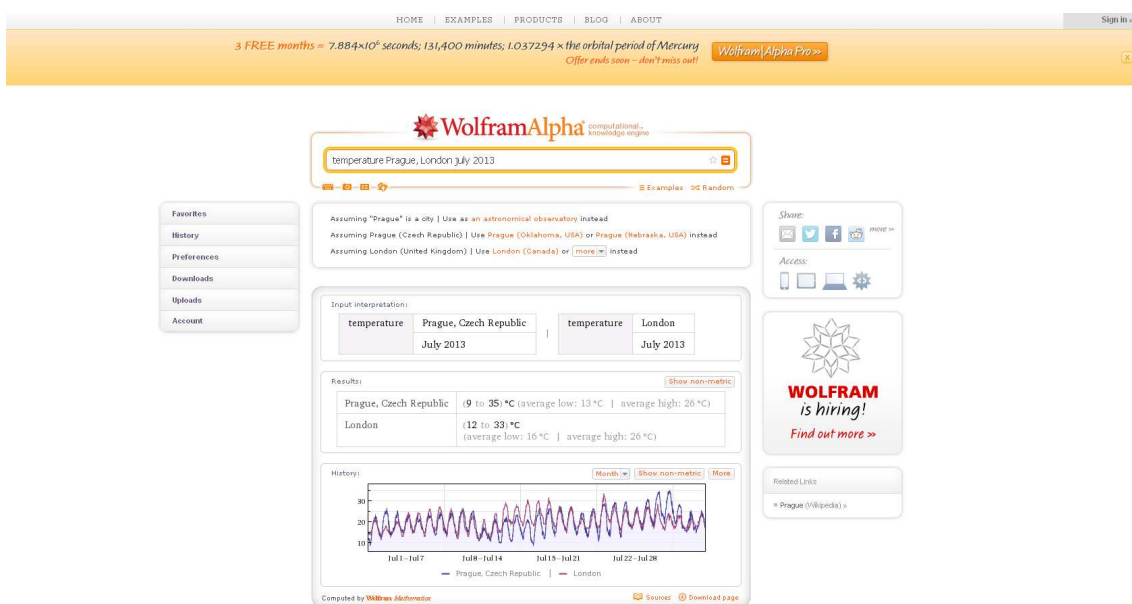 HOME | EXAMPLES | PRODUCTS | BLOG | ABOUT
Sign in »
3 FREE months = 7.884×10⁶ seconds; 131,400 minutes; 1.037294 × the orbital period of Mercury
Offer ends soon – don't miss out!
Wolfram|Alpha Pro »
WolframAlpha computational knowledge engine
temperature Prague, London july 2013
Examples Random
Favorites
History
Preferences
Downloads
Uploads
Account
Assuming "Prague" is a city | Use as an astronomical observatory instead
Assuming Prague (Czech Republic) | Use Prague (Oklahoma, USA) or Prague (Nebraska, USA) instead
Assuming London (United Kingdom) | Use London (Canada) or more instead
Input interpretation:
temperature Prague, Czech Republic | temperature London
July 2013 July 2013
Results:
Show non-metric
Prague, Czech Republic (9 to 35) °C (average low: 13 °C | average high: 26 °C)
London (12 to 33) °C
(average low: 16 °C | average high: 26 °C)
History:
Month Show non-metric More
30
20
10
Jul 1–Jul 7 Jul 8–Jul 14 Jul 15–Jul 21 Jul 22–Jul 28
Prague, Czech Republic | London
Computed by Wolfram Mathematica
Sources Download page
Share:
more »
Access:
WOLFRAM
is hiring!
Find out more »
Related Links
Prague (Wikipedia) »